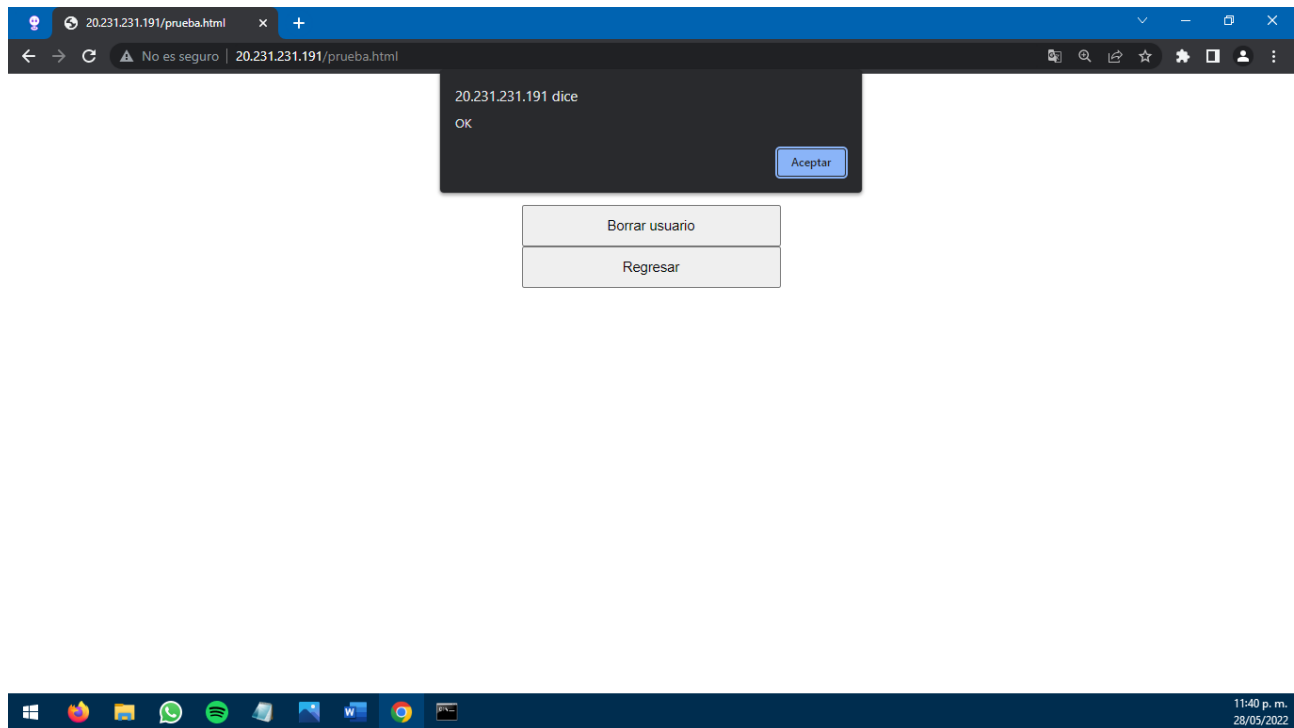 20.231.231.191/prueba.html
No es seguro | 20.231.231.191/prueba.html
20.231.231.191 dice
OK
Aceptar
Borrar usuario
Regresar
11:40 p. m.
28/05/2022